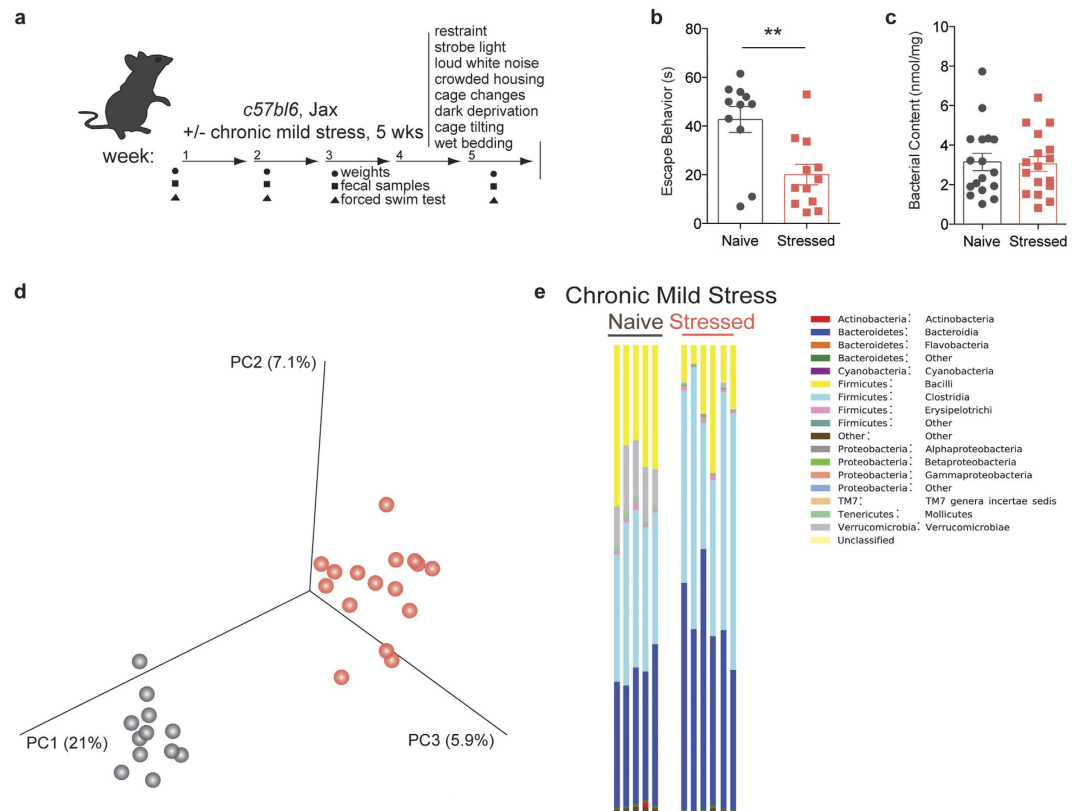 a
c57bl6, Jax
+/- chronic mild stress, 5 wks
restraint
strobe light
loud white noise
crowded housing
cage changes
dark deprivation
cage tilting
wet bedding
week:
1 2 3 4 5
weights
fecal samples
forced swim test
b
**
Escape Behavior (s)
80
60
40
20
0
Naive Stressed
c
Bacterial Content (nmol/mg)
10
8
6
4
2
0
Naive Stressed
d
PC2 (7.1%)
PC1 (21%)
PC3 (5.9%)
e
Chronic Mild Stress
Naive Stressed
Actinobacteria: Actinobacteria
Bacteroidetes: Bacteroidia
Bacteroidetes: Flavobacteria
Bacteroidetes: Other
Cyanobacteria: Cyanobacteria
Firmicutes: Bacilli
Firmicutes: Clostridia
Firmicutes: Erysipelotrichi
Firmicutes: Other
Other: Other
Proteobacteria: Alphaproteobacteria
Proteobacteria: Betaproteobacteria
Proteobacteria: Gammaproteobacteria
Proteobacteria: Other
TM7: TM7 genera incertae sedis
Tenericutes: Mollicutes
Verrucomicrobia: Verrucomicrobiae
Unclassified